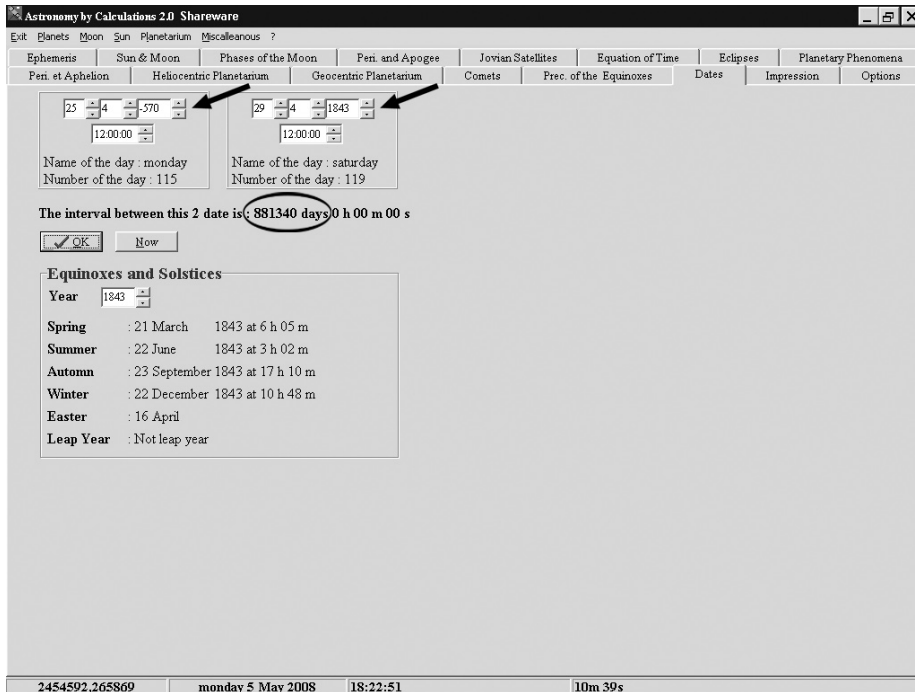 Astronomy by Calculations 2.0 Shareware
Exit Planets Moon Sun Planetarium Miscalleanous ?
Ephemeris Sun & Moon Phases of the Moon Peri. and Apogee Jovian Satellites Equation of Time Eclipses Planetary Phenomena
Peri. et Aphelion Heliocentric Planetarium Geocentric Planetarium Comets Prec. of the Equinoxes Dates Impression Options
25 4 -570 29 4 1843
12:00:00 12:00:00
Name of the day : monday Name of the day : saturday
Number of the day : 115 Number of the day : 119
The interval between this 2 date is : 881340 days 0 h 00 m 00 s
OK Now
Equinoxes and Solstices
Year 1843
Spring : 21 March 1843 at 6 h 05 m
Summer : 22 June 1843 at 3 h 02 m
Automn : 23 September 1843 at 17 h 10 m
Winter : 22 December 1843 at 10 h 48 m
Easter : 16 April
Leap Year : Not leap year
2454592.265869 monday 5 May 2008 18:22:51 10m 39s